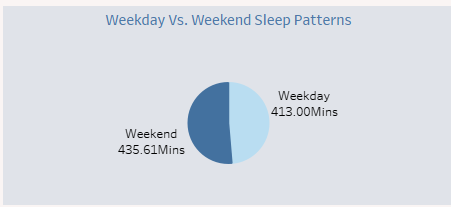 Weekday Vs. Weekend Sleep Patterns
Weekday
413.00Mins
Weekend
435.61Mins